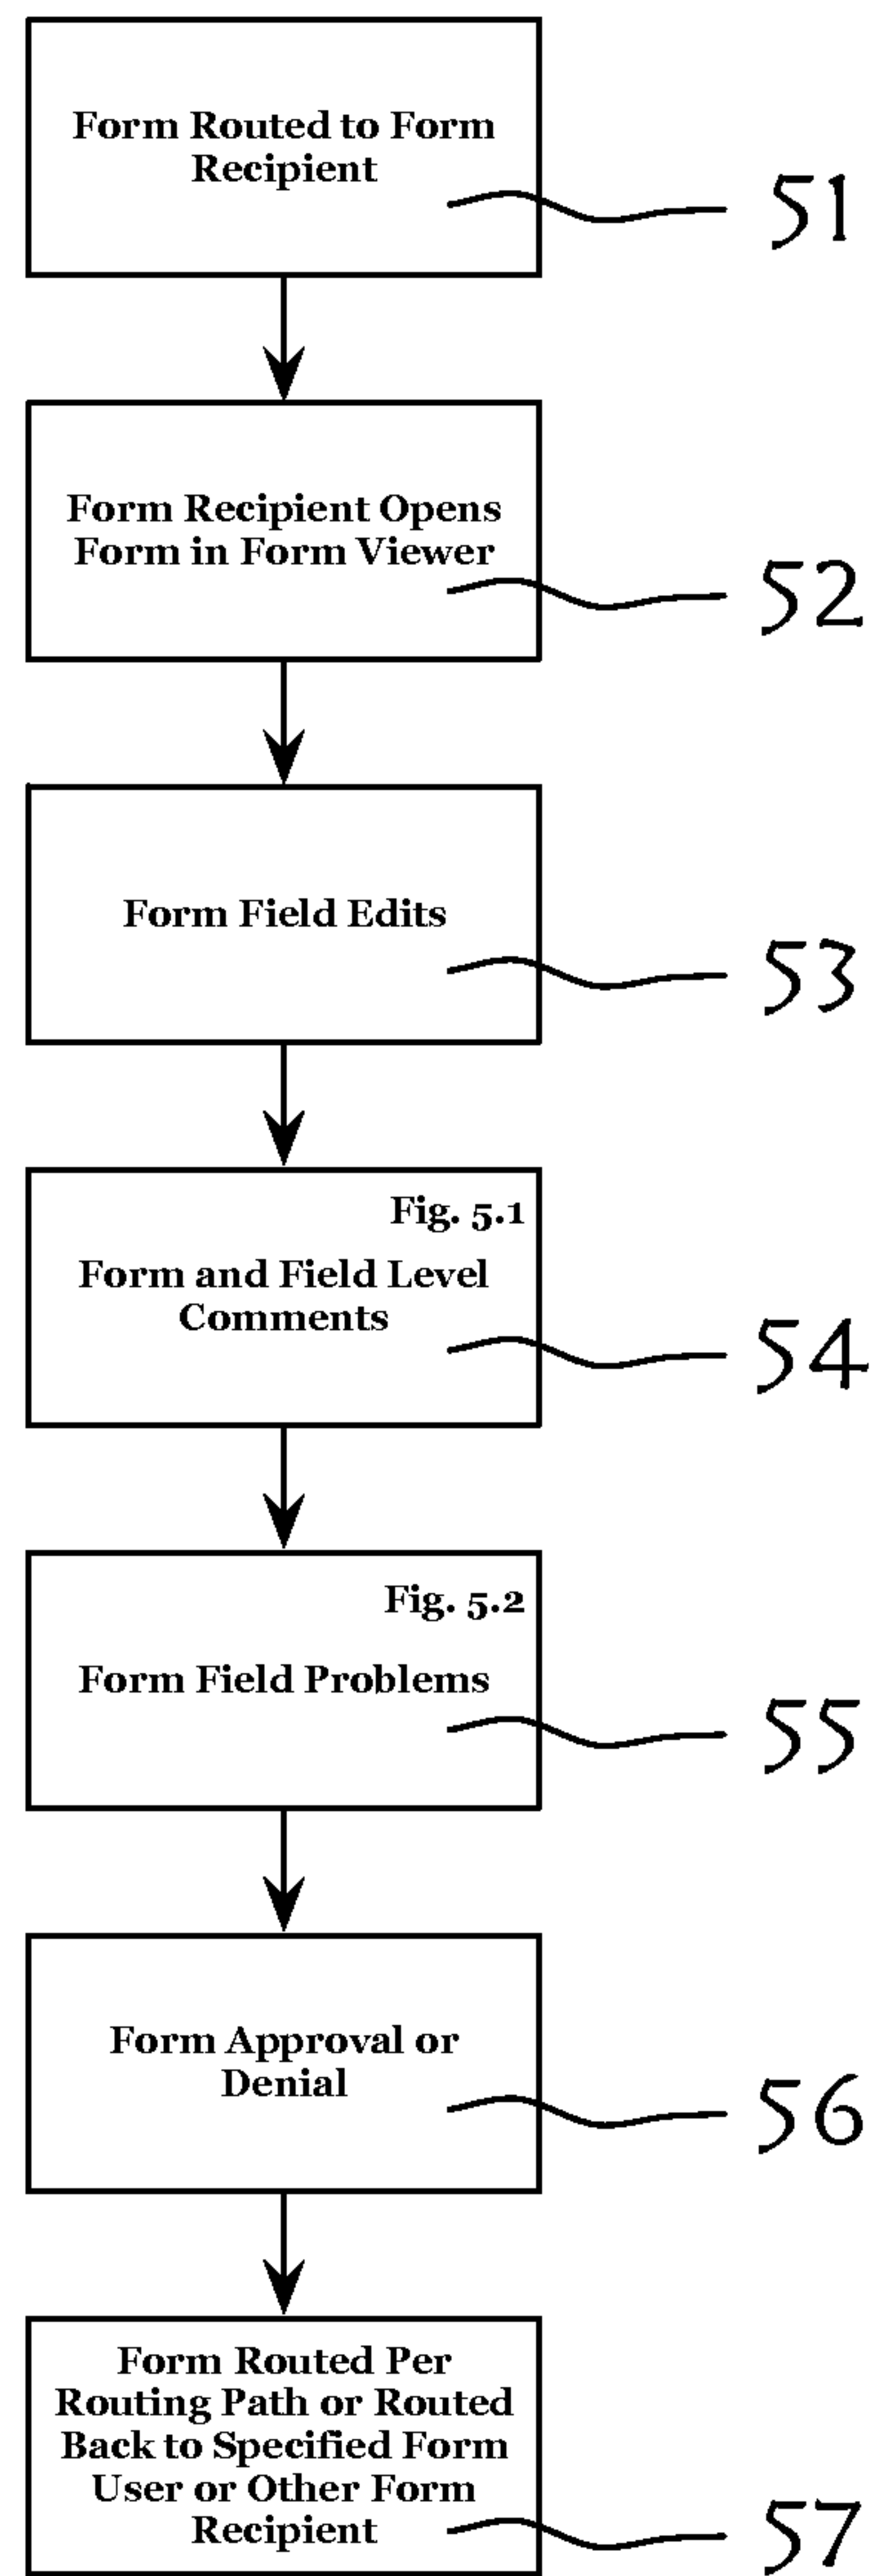 Form Routed to Form
Recipient
51
Form Recipient Opens
Form in Form Viewer
52
Form Field Edits
53
Fig. 5.1
Form and Field Level
Comments
54
Fig. 5.2
Form Field Problems
55
Form Approval or
Denial
56
Form Routed Per
Routing Path or Routed
Back to Specified Form
User or Other Form
Recipient
57